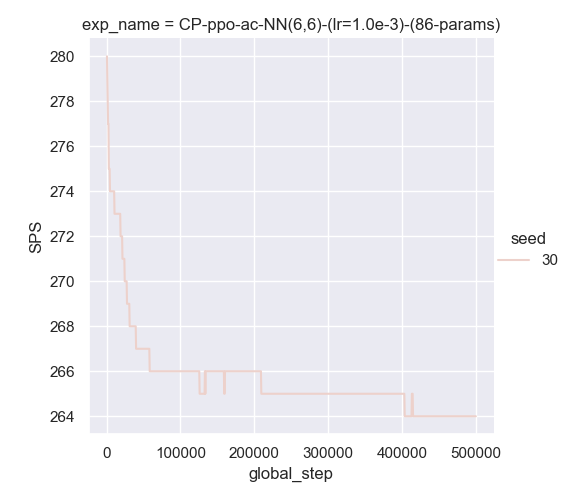 exp_name = CP-ppo-ac-NN(6,6)-(lr=1.0e-3)-(86-params)
280
278
276
274
272
270
268
266
264
SPS
0 100000 200000 300000 400000 500000
global_step
seed
30